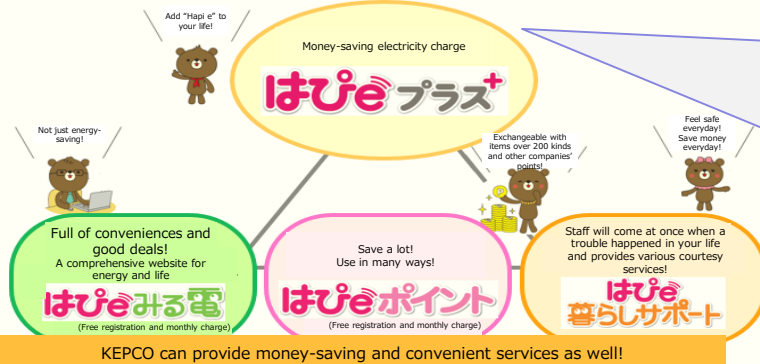 Add “Hapi e” to
your life!
Money-saving electricity charge
はぴe プラス+
Not just energy-
saving!
Exchangeable with
items over 200 kinds
and other companies’
points!
Feel safe
everyday!
Save money
everyday!
Full of conveniences and
good deals!
A comprehensive website for
energy and life
はぴeみる電
(Free registration and monthly charge)
Save a lot!
Use in many ways!
はぴeポイント
(Free registration and monthly charge)
Staff will come at once when a
trouble happened in your life
and provides various courtesy
services!
はぴe
暮らしサポート
KEPCO can provide money-saving and convenient services as well!